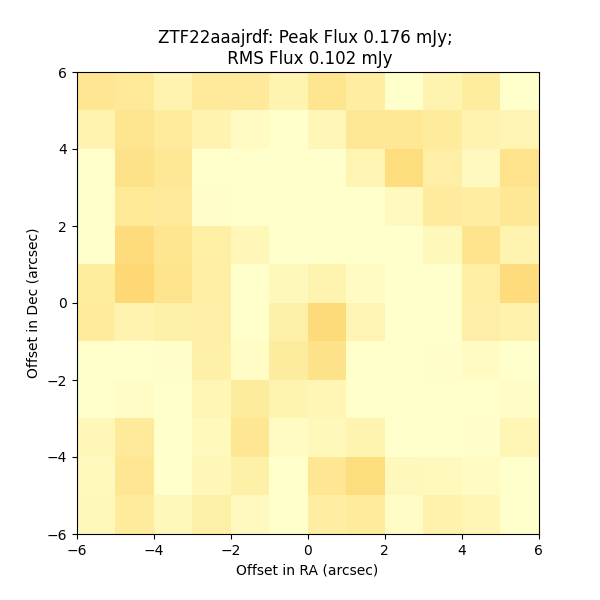 ZTF22aaajrdf: Peak Flux 0.176 mJy;
RMS Flux 0.102 mJy
6
4
2
0
−2
−4
−6
Offset in Dec (arcsec)
−6 −4 −2 0 2 4 6
Offset in RA (arcsec)